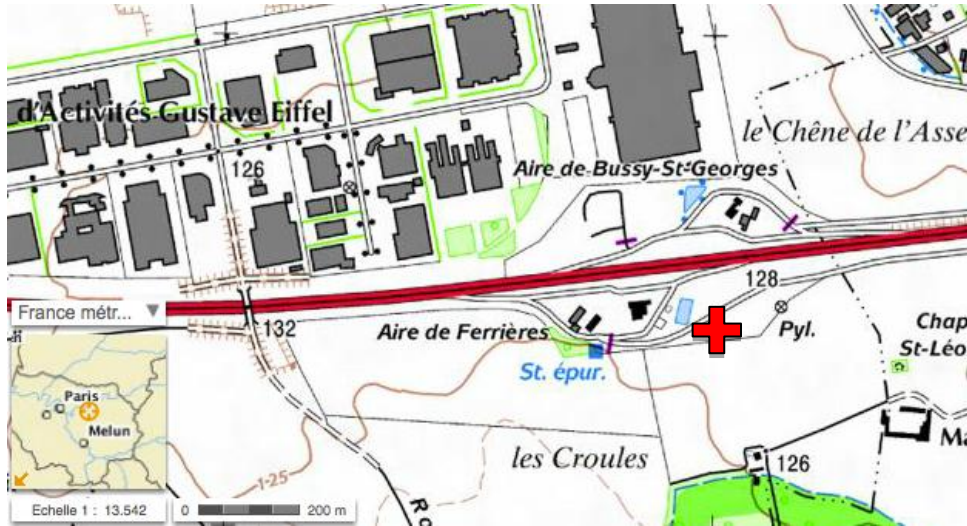 d'Activités Gustave Eiffel
le Chêne de l'Asse
126
Aire de Bussy-St-Georges
128
France métr...
132
Aire de Ferrières
Pyl.
Chap
St-Léo
St. épur.
Paris
Melun
les Croules
126
Ma
1-25
R
Echelle 1 : 13.542
0
200 m